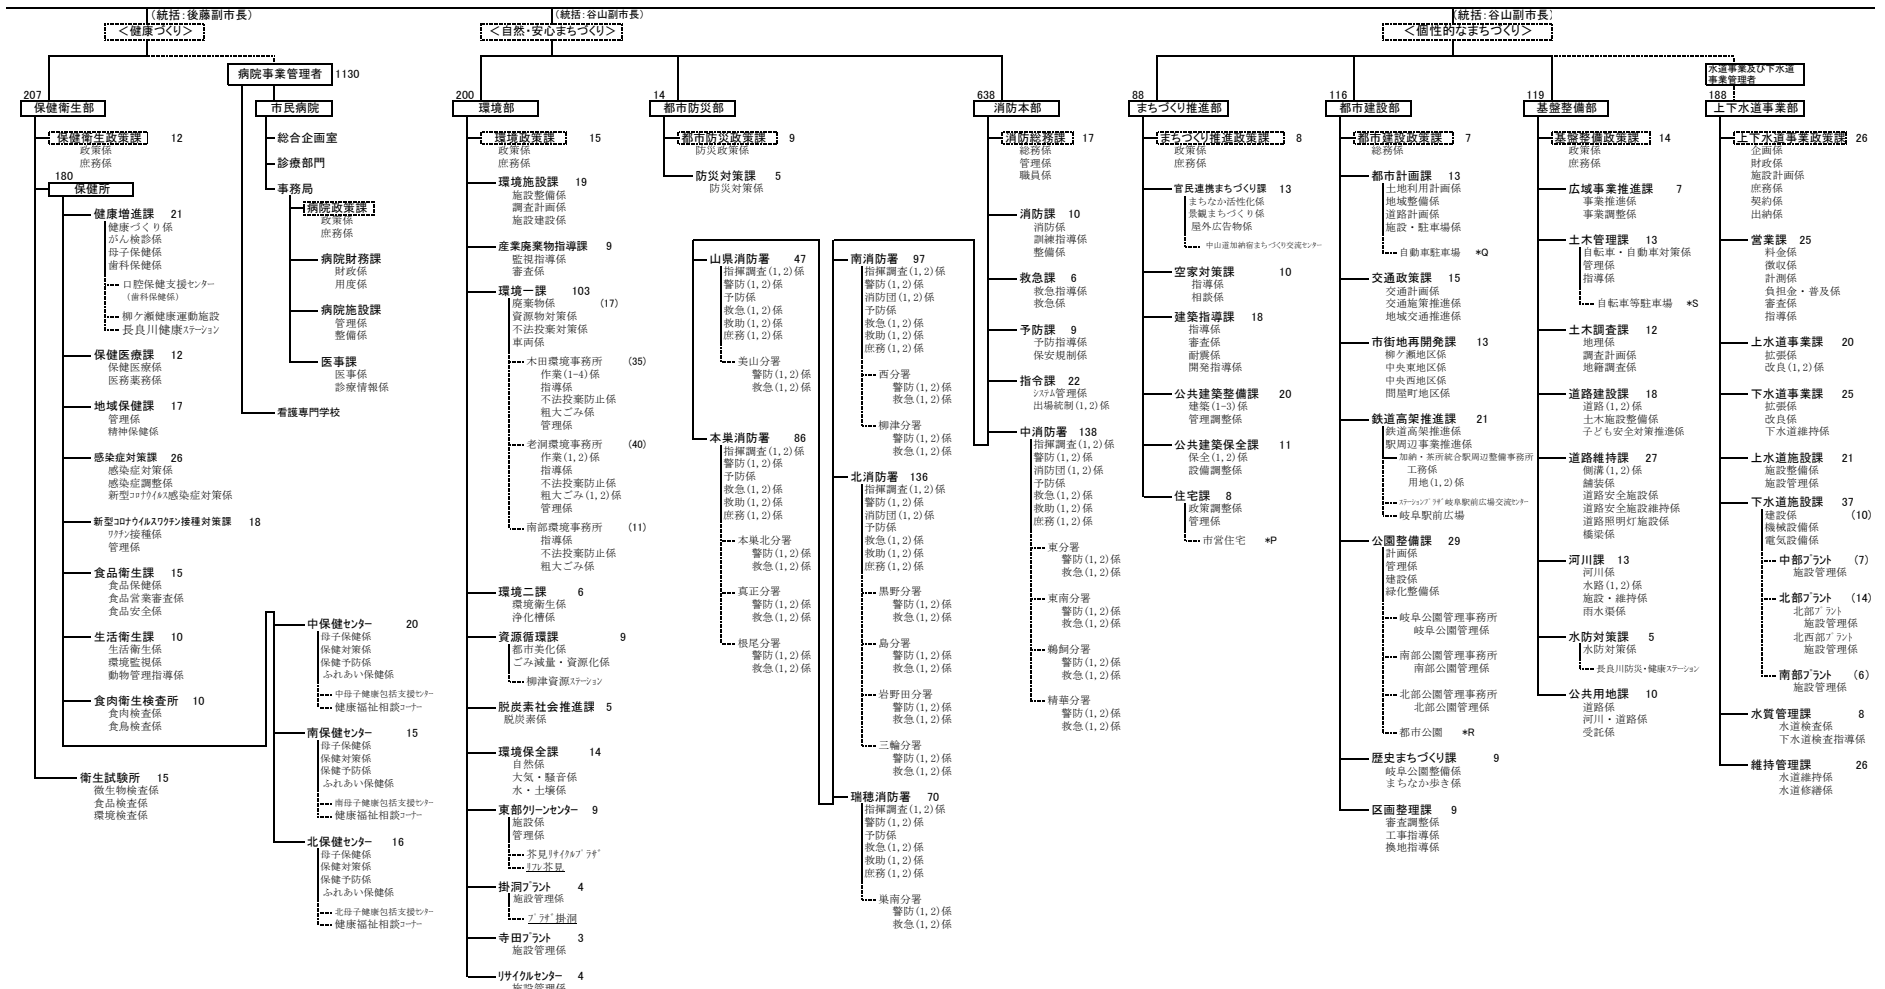 (統括:後藤副市長)
＜健康づくり＞
病院事業管理者 1130
207
保健衛生部
保健衛生政策課 12
政策係
庶務係
180
保健所
健康増進課 21
健康づくり係
がん検診係
母子保健係
歯科保健係
口腔保健支援センター
(歯科保健係)
柳ケ瀬健康運動施設
長良川健康ステーション
保健医療課 12
保健医療係
医務薬務係
地域保健課 17
管理係
精神保健係
感染症対策課 26
感染症対策係
感染症調整係
新型コロナウイルス感染症対策係
新型コロナウイルスワクチン接種対策課 18
ワクチン接種係
管理係
食品衛生課 15
食品保健係
食品営業審査係
食品安全係
生活衛生課 10
生活衛生係
環境監視係
動物管理指導係
食肉衛生検査所 10
食肉検査係
食鳥検査係
衛生試験所 15
微生物検査係
食品検査係
環境検査係
市民病院
総合企画室
診療部門
事務局
病院政策課
政策係
庶務係
病院財務課
財政係
用度係
病院施設課
管理係
整備係
医事課
医事係
診療情報係
看護専門学校
中保健センター 20
母子保健係
保健対策係
保健予防係
ふれあい保健係
中母子健康包括支援センター
健康福祉相談コーナー
南保健センター 15
母子保健係
保健対策係
保健予防係
ふれあい保健係
南母子健康包括支援センター
健康福祉相談コーナー
北保健センター 16
母子保健係
保健対策係
保健予防係
ふれあい保健係
北母子健康包括支援センター
健康福祉相談コーナー
(統括:谷山副市長)
＜自然・安心まちづくり＞
200
環境部
環境政策課 15
政策係
庶務係
環境施設課 19
施設整備係
調査計画係
施設建設係
産業廃棄物指導課 9
監視指導係
審査係
環境一課 103
廃棄物係 (17)
資源物対策係
不法投棄対策係
車両係
木田環境事務所 (35)
作業(1-4)係
指導係
不法投棄防止係
粗大ごみ係
管理係
老洞環境事務所 (40)
作業(1,2)係
指導係
不法投棄防止係
粗大ごみ(1,2)係
管理係
南部環境事務所 (11)
指導係
不法投棄防止係
粗大ごみ係
環境二課 6
環境衛生係
浄化槽係
資源循環課 9
都市美化係
ごみ減量・資源化係
柳津資源ステーション
脱炭素社会推進課 5
脱炭素係
環境保全課 14
自然係
大気・騒音係
水・土壌係
東部クリーンセンター 9
施設係
管理係
芥見リサイクルプラザ
リフレ芥見
掛洞プラント 4
施設管理係
プラザ掛洞
寺田プラント 3
施設管理係
リサイクルセンター 4
施設管理係
14
都市防災部
都市防災政策課 9
防災政策係
防災対策課 5
防災対策係
638
消防本部
消防総務課 17
総務係
管理係
職員係
消防課 10
消防係
訓練指導係
整備係
救急課 6
救急指導係
救急係
予防課 9
予防指導係
保安規制係
指令課 22
システム管理係
出場統制(1,2)係
中消防署 138
指揮調査(1,2)係
警防(1,2)係
消防団(1,2)係
予防係
救急(1,2)係
救助(1,2)係
庶務(1,2)係
東分署
警防(1,2)係
救急(1,2)係
東南分署
警防(1,2)係
救急(1,2)係
鵜飼分署
警防(1,2)係
救急(1,2)係
精華分署
警防(1,2)係
救急(1,2)係
南消防署 97
指揮調査(1,2)係
警防(1,2)係
消防団(1,2)係
予防係
救急(1,2)係
救助(1,2)係
庶務(1,2)係
西分署
警防(1,2)係
救急(1,2)係
柳津分署
警防(1,2)係
救急(1,2)係
北消防署 136
指揮調査(1,2)係
警防(1,2)係
消防団(1,2)係
予防係
救急(1,2)係
救助(1,2)係
庶務(1,2)係
黒野分署
警防(1,2)係
救急(1,2)係
島分署
警防(1,2)係
救急(1,2)係
岩野田分署
警防(1,2)係
救急(1,2)係
三輪分署
警防(1,2)係
救急(1,2)係
瑞穂消防署 70
指揮調査(1,2)係
警防(1,2)係
予防係
救急(1,2)係
救助(1,2)係
庶務(1,2)係
巣南分署
警防(1,2)係
救急(1,2)係
山県消防署 47
指揮調査(1,2)係
警防(1,2)係
予防係
救急(1,2)係
救助(1,2)係
庶務(1,2)係
美山分署
警防(1,2)係
救急(1,2)係
本巣消防署 86
指揮調査(1,2)係
警防(1,2)係
予防係
救急(1,2)係
救助(1,2)係
庶務(1,2)係
本巣北分署
警防(1,2)係
救急(1,2)係
真正分署
警防(1,2)係
救急(1,2)係
根尾分署
警防(1,2)係
救急(1,2)係
(統括:谷山副市長)
＜個性的なまちづくり＞
88
まちづくり推進部
まちづくり推進政策課 8
政策係
庶務係
官民連携まちづくり課 13
まちなか活性化係
景観まちづくり係
屋外広告物係
中山道加納宿まちづくり交流センター
空家対策課 10
指導係
相談係
建築指導課 18
指導係
審査係
耐震係
開発指導係
公共建築整備課 20
建築(1-3)係
管理調整係
公共建築保全課 11
保全(1,2)係
設備調整係
住宅課 8
政策調整係
管理係
市営住宅 *P
116
都市建設部
都市建設政策課 7
総務係
都市計画課 13
土地利用計画係
地域整備係
道路計画係
施設・駐車場係
自動車駐車場 *Q
交通政策課 15
交通計画係
交通施策推進係
地域交通推進係
市街地再開発課 13
柳ケ瀬地区係
中央東地区係
中央西地区係
問屋町地区係
鉄道高架推進課 21
鉄道高架推進係
駅周辺事業推進係
加納・茶所統合駅周辺整備事務所
工務係
用地(1,2)係
ステーションプラザ岐阜駅前広場交流センター
岐阜駅前広場
公園整備課 29
計画係
管理係
建設係
緑化整備係
岐阜公園管理事務所
岐阜公園管理係
南部公園管理事務所
南部公園管理係
北部公園管理事務所
北部公園管理係
都市公園 *R
歴史まちづくり課 9
岐阜公園整備係
まちなか歩き係
区画整理課 9
審査調整係
工事指導係
換地指導係
119
基盤整備部
基盤整備政策課 14
政策係
庶務係
広域事業推進課 7
事業推進係
事業調整係
土木管理課 13
自転車・自動車対策係
管理係
指導係
自転車等駐車場 *S
土木調査課 12
地理係
調査計画係
地籍調査係
道路建設課 18
道路(1,2)係
土木施設整備係
子ども安全対策推進係
道路維持課 27
側溝(1,2)係
舗装係
道路安全施設係
道路安全施設維持係
道路照明灯施設係
橋梁係
河川課 13
河川係
水路(1,2)係
施設・維持係
雨水渠係
水防対策課 5
水防対策係
長良川防災・健康ステーション
公共用地課 10
道路係
河川・道路係
受託係
水道事業及び下水道
事業管理者
188
上下水道事業部
上下水道事業政策課 26
企画係
財政係
施設計画係
庶務係
契約係
出納係
営業課 25
料金係
徴収係
計測係
負担金・普及係
審査係
指導係
上水道事業課 20
拡張係
改良(1,2)係
下水道事業課 25
拡張係
改良係
下水道維持係
上水道施設課 21
施設整備係
施設管理係
下水道施設課 37
建設係 (10)
機械設備係
電気設備係
中部プラント (7)
施設管理係
北部プラント (14)
北部プラント
施設管理係
北西部プラント
施設管理係
南部プラント (6)
施設管理係
水質管理課 8
水道検査係
下水道検査指導係
維持管理課 26
水道維持係
水道修繕係